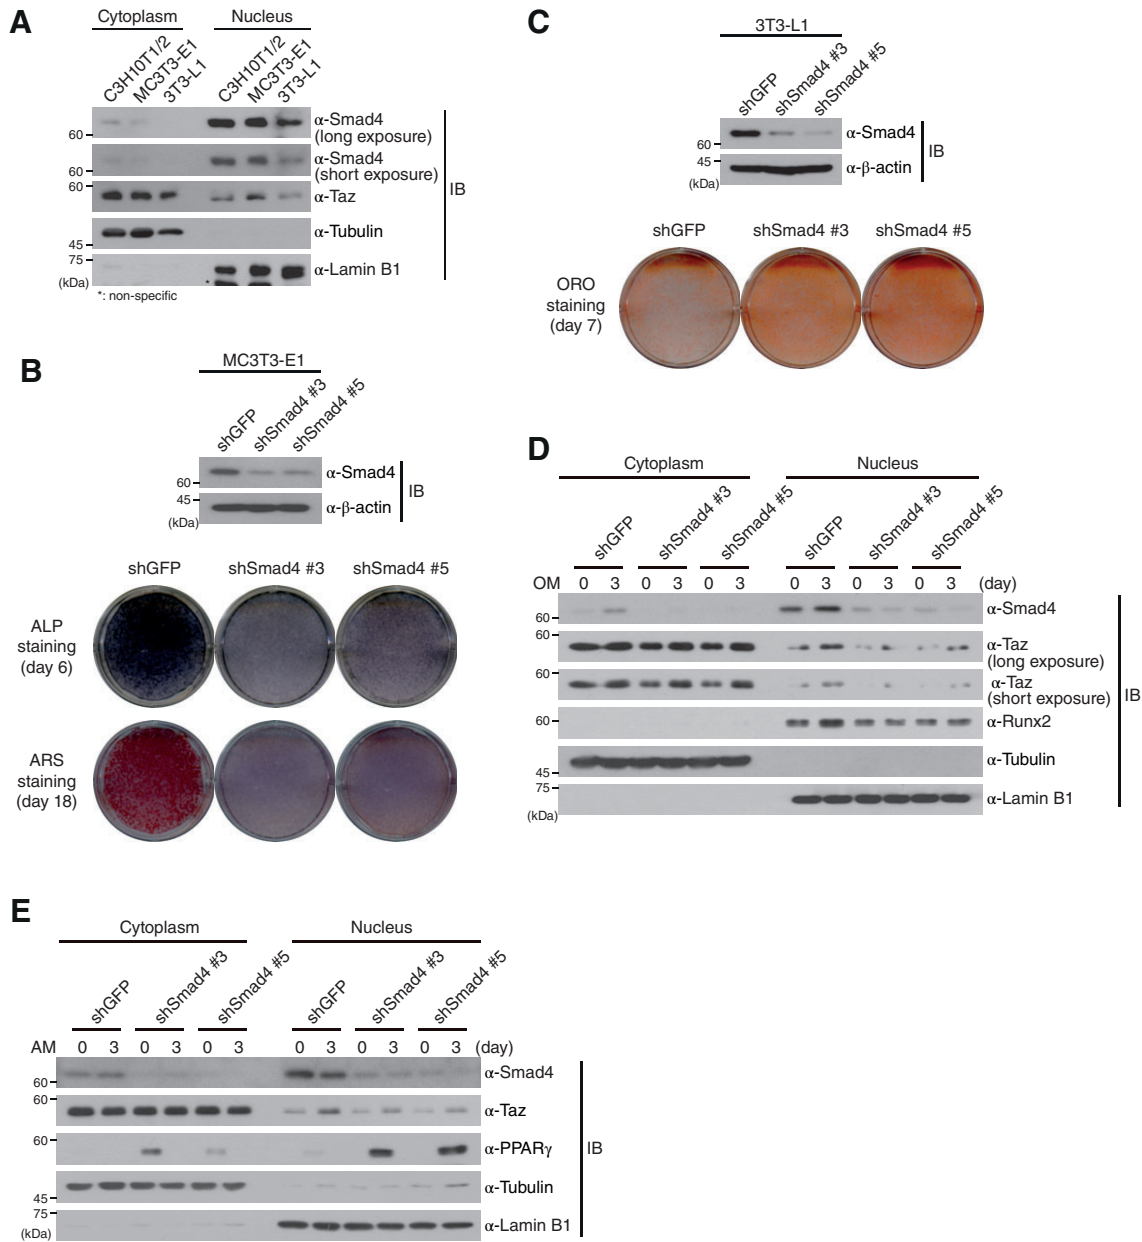 A
Cytoplasm Nucleus
C3H10T1/2 MC3T3-E1 3T3-L1 C3H10T1/2 MC3T3-E1 3T3-L1
60 α-Smad4
(long exposure)
60 α-Smad4
(short exposure)
60 α-Taz
IB
α-Tubulin
45
75 α-Lamin B1
(kDa) *
*: non-specific
B
MC3T3-E1
shGFP shSmad4 #3 shSmad4 #5
60 α-Smad4
IB
45 α-β-actin
(kDa)
shGFP shSmad4 #3 shSmad4 #5
ALP
staining
(day 6)
ARS
staining
(day 18)
C
3T3-L1
shGFP shSmad4 #3 shSmad4 #5
60 α-Smad4
IB
45 α-β-actin
(kDa)
shGFP shSmad4 #3 shSmad4 #5
ORO
staining
(day 7)
D
Cytoplasm Nucleus
shGFP shSmad4 #3 shSmad4 #5 shGFP shSmad4 #3 shSmad4 #5
OM 0 3 0 3 0 3 0 3 0 3 0 3 (day)
60 α-Smad4
60 α-Taz
(long exposure)
60 α-Taz
(short exposure)
IB
60 α-Runx2
α-Tubulin
45
75 α-Lamin B1
(kDa)
E
Cytoplasm Nucleus
shGFP shSmad4 #3 shSmad4 #5 shGFP shSmad4 #3 shSmad4 #5
AM 0 3 0 3 0 3 0 3 0 3 0 3 (day)
60 α-Smad4
60 α-Taz
60 α-PPARγ
IB
α-Tubulin
45
75 α-Lamin B1
(kDa)